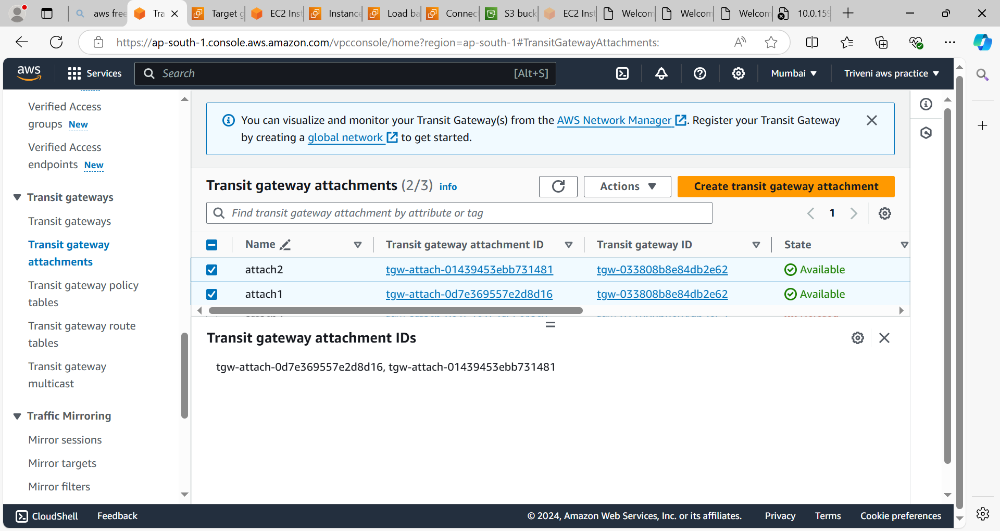 aws free
Tra
Target g
EC2 Inst
Instance
Load ba
Connec
S3 buck
EC2 Inst
Welcom
Welcom
Welcom
10.0.159
https://ap-south-1.console.aws.amazon.com/vpcconsole/home?region=ap-south-1#TransitGatewayAttachments:
aws
Services
Search
[Alt+S]
Mumbai
Triveni aws practice
Verified Access
groups New
Verified Access
endpoints New
Transit gateways
Transit gateways
Transit gateway
attachments
Transit gateway policy
tables
Transit gateway route
tables
Transit gateway
multicast
Traffic Mirroring
Mirror sessions
Mirror targets
Mirror filters
You can visualize and monitor your Transit Gateway(s) from the AWS Network Manager. Register your Transit Gateway
by creating a global network to get started.
Transit gateway attachments (2/3) info
Actions
Create transit gateway attachment
Find transit gateway attachment by attribute or tag
1
Name
Transit gateway attachment ID
Transit gateway ID
State
attach2
tgw-attach-01439453ebb731481
tgw-033808b8e84db2e62
Available
attach1
tgw-attach-0d7e369557e2d8d16
tgw-033808b8e84db2e62
Available
Transit gateway attachment IDs
tgw-attach-0d7e369557e2d8d16, tgw-attach-01439453ebb731481
CloudShell
Feedback
© 2024, Amazon Web Services, Inc. or its affiliates.
Privacy
Terms
Cookie preferences